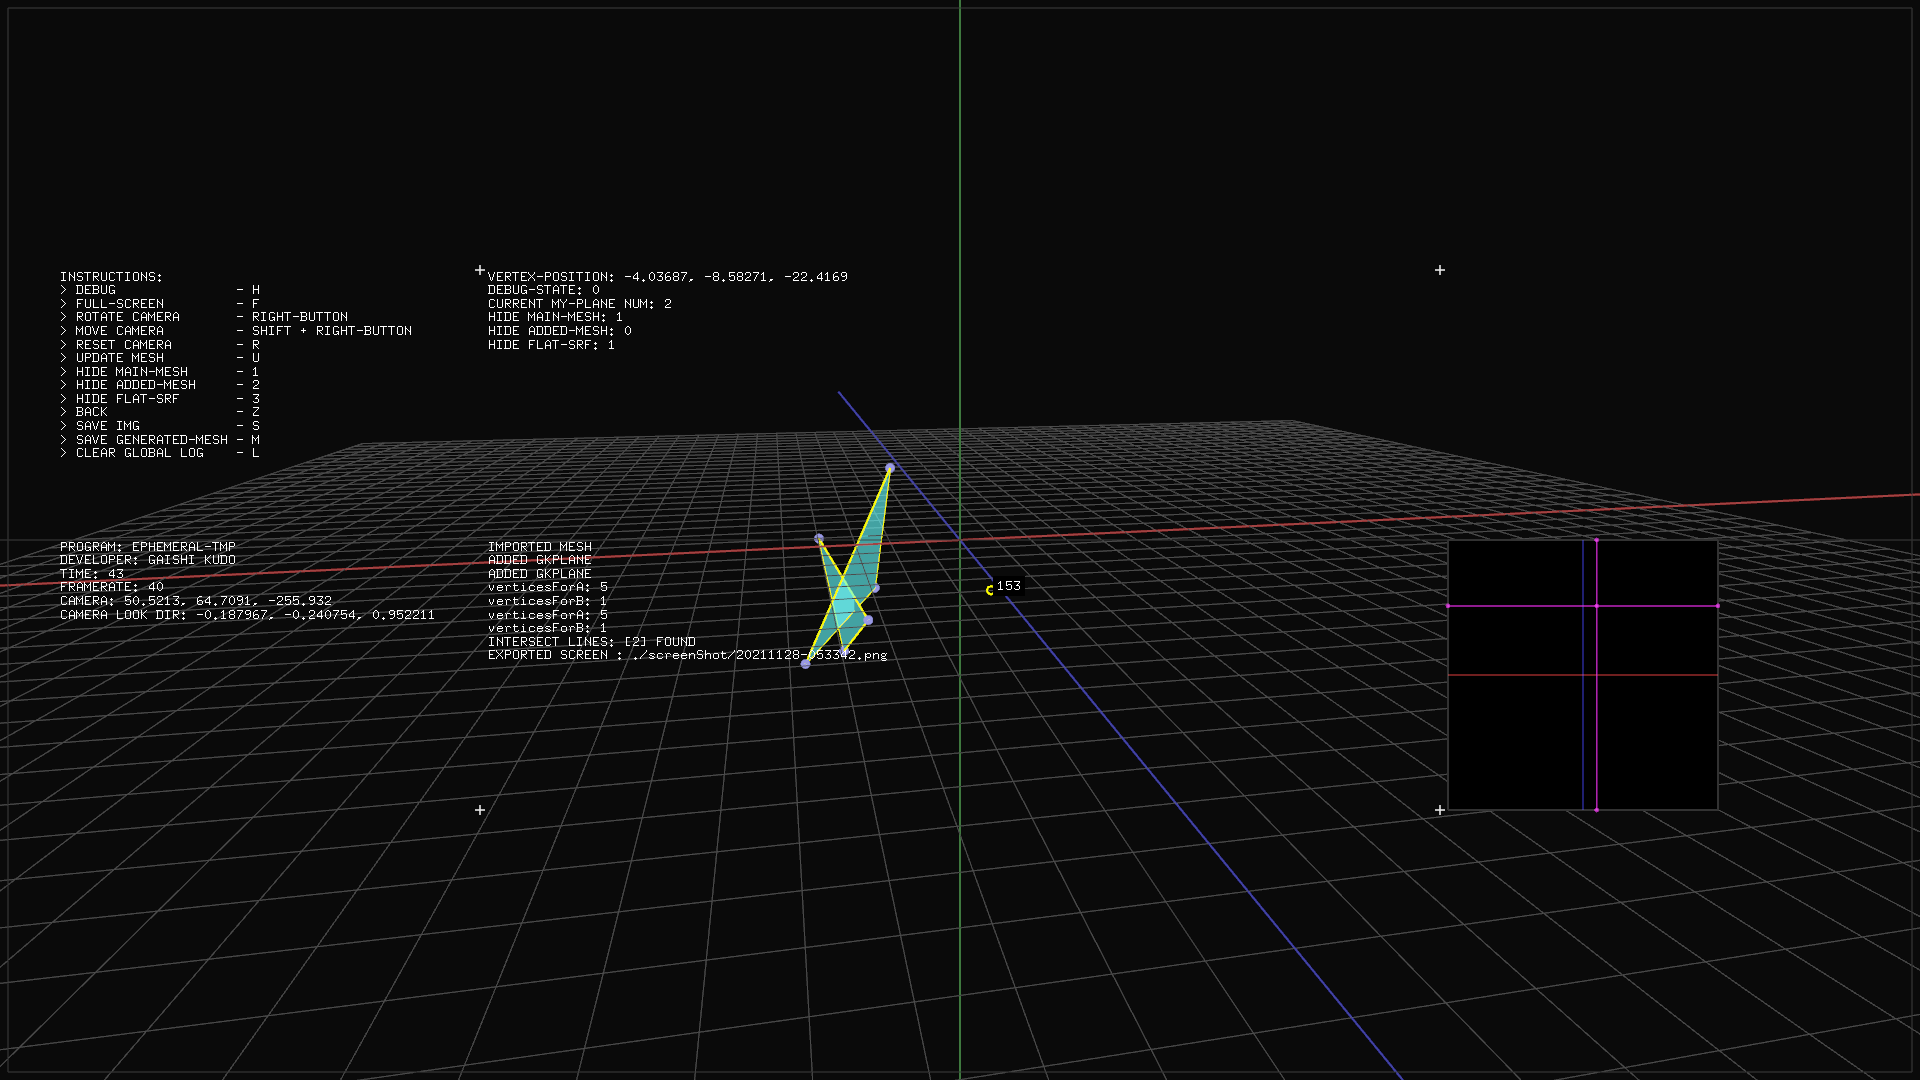 INSTRUCTIONS:
> DEBUG - H
> FULL-SCREEN - F
> ROTATE CAMERA - RIGHT-BUTTON
> MOVE CAMERA - SHIFT + RIGHT-BUTTON
> RESET CAMERA - R
> UPDATE MESH - U
> HIDE MAIN-MESH - 1
> HIDE ADDED-MESH - 2
> HIDE FLAT-SRF - 3
> BACK - Z
> SAVE IMG - S
> SAVE GENERATED-MESH - M
> CLEAR GLOBAL LOG - L
VERTEX-POSITION: -4.03687, -8.58271, -22.4169
DEBUG-STATE: 0
CURRENT MY-PLANE NUM: 2
HIDE MAIN-MESH: 1
HIDE ADDED-MESH: 0
HIDE FLAT-SRF: 1
PROGRAM: EPHEMERAL-TMP
DEVELOPER: GAISHI KUDO
TIME: 43
FRAMERATE: 40
CAMERA: 50.5213, 64.7091, -255.932
CAMERA LOOK DIR: -0.187967, -0.240754, 0.952211
IMPORTED MESH
ADDED GKPLANE
ADDED GKPLANE
verticesForA: 5
verticesForB: 1
verticesForA: 5
verticesForB: 1
INTERSECT LINES: [2] FOUND
EXPORTED SCREEN : ./screenShot/20211128-053342.png
153